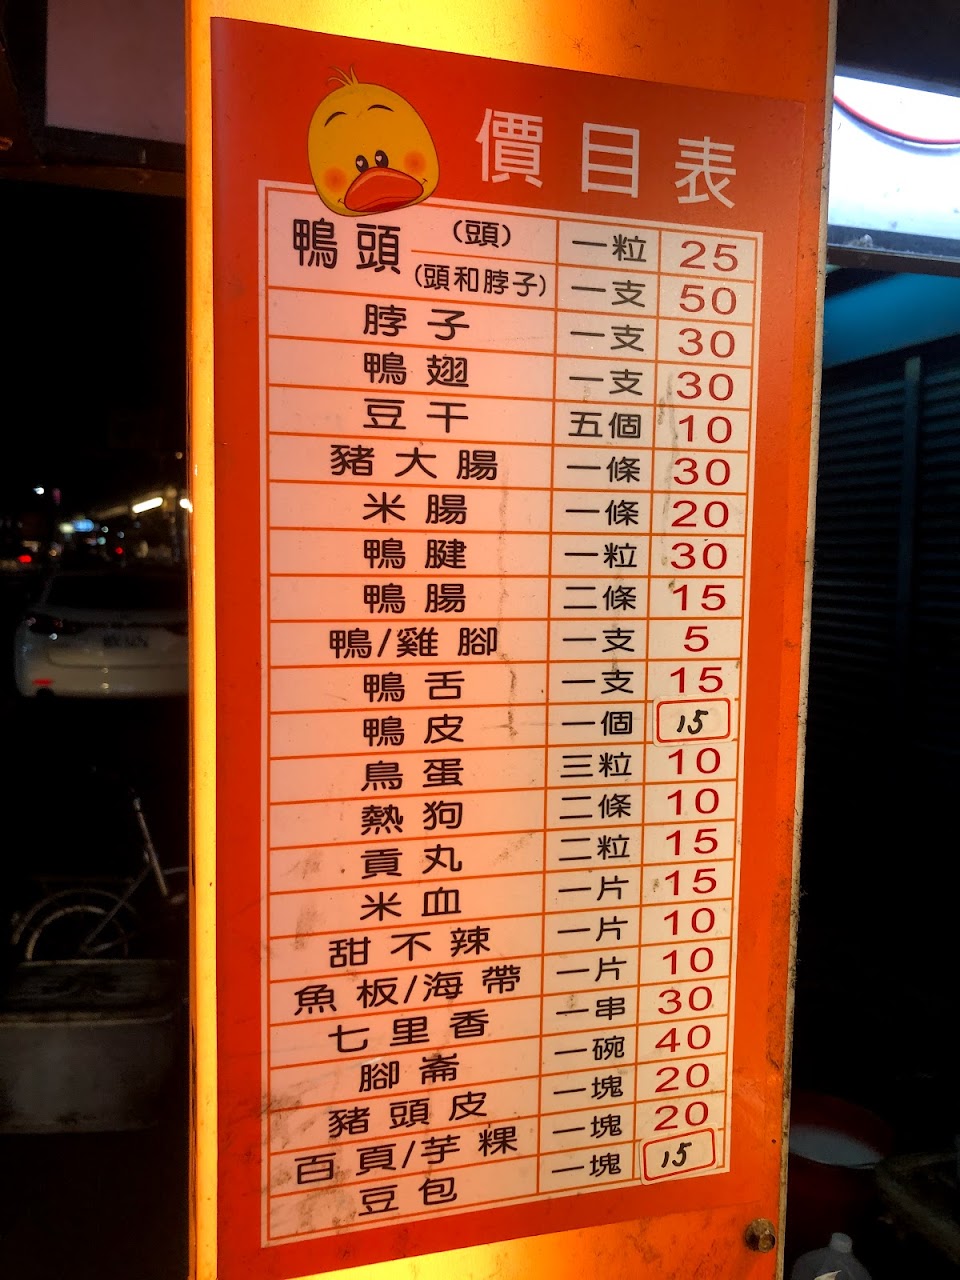 價目表
鴨頭 (頭) 一粒 25
(頭和脖子) 一支 50
脖子 一支 30
鴨翅 一支 30
豆干 五個 10
豬大腸 一條 30
米腸 一條 20
鴨腱 一粒 30
鴨腸 二條 15
鴨/雞腳 一支 5
鴨舌 一支 15
鴨皮 一個 15
鳥蛋 三粒 10
熱狗 二條 10
貢丸 二粒 15
米血 一片 15
甜不辣 一片 10
魚板/海帶 一片 10
七里香 一串 30
腳崙 一碗 40
豬頭皮 一塊 20
百頁/芋粿 一塊 20
豆包 一塊 15